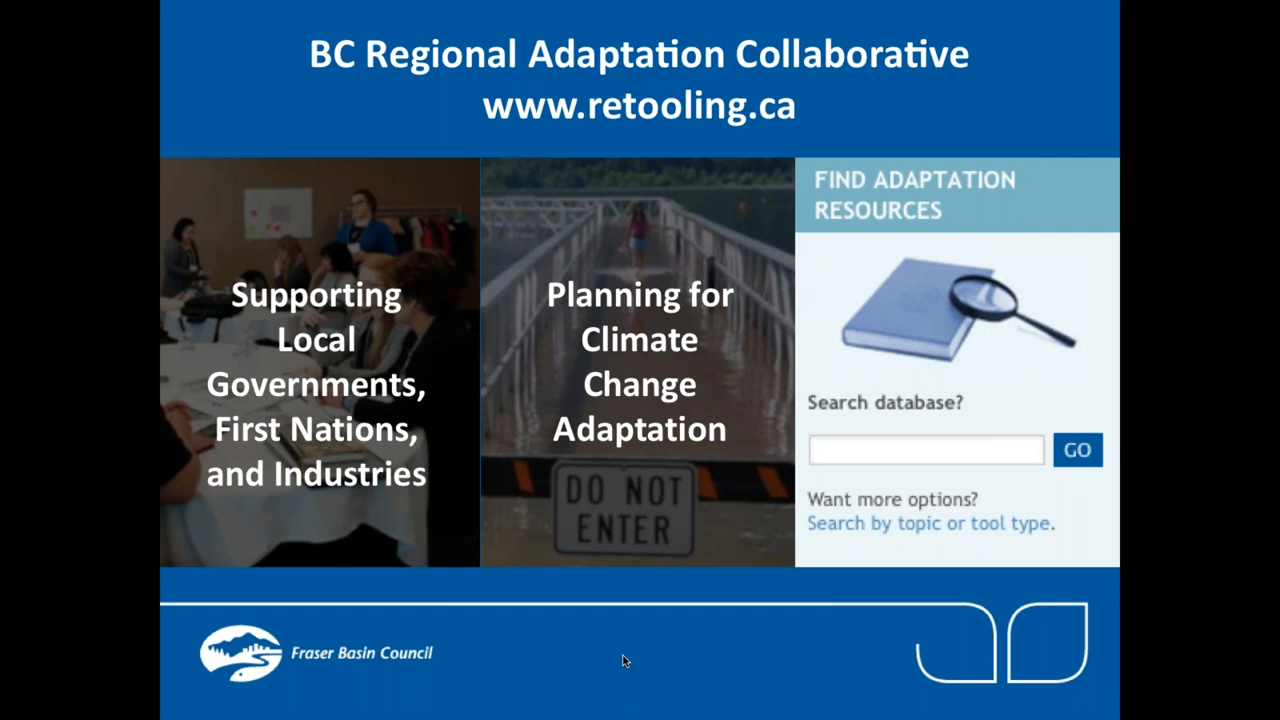 BC Regional Adaptation Collaborative
www.retooling.ca
Supporting
Local
Governments,
First Nations,
and Industries
Planning for
Climate
Change
Adaptation
DO NOT
ENTER
FIND ADAPTATION
RESOURCES
Search database?
GO
Want more options?
Search by topic or tool type.
Fraser Basin Council